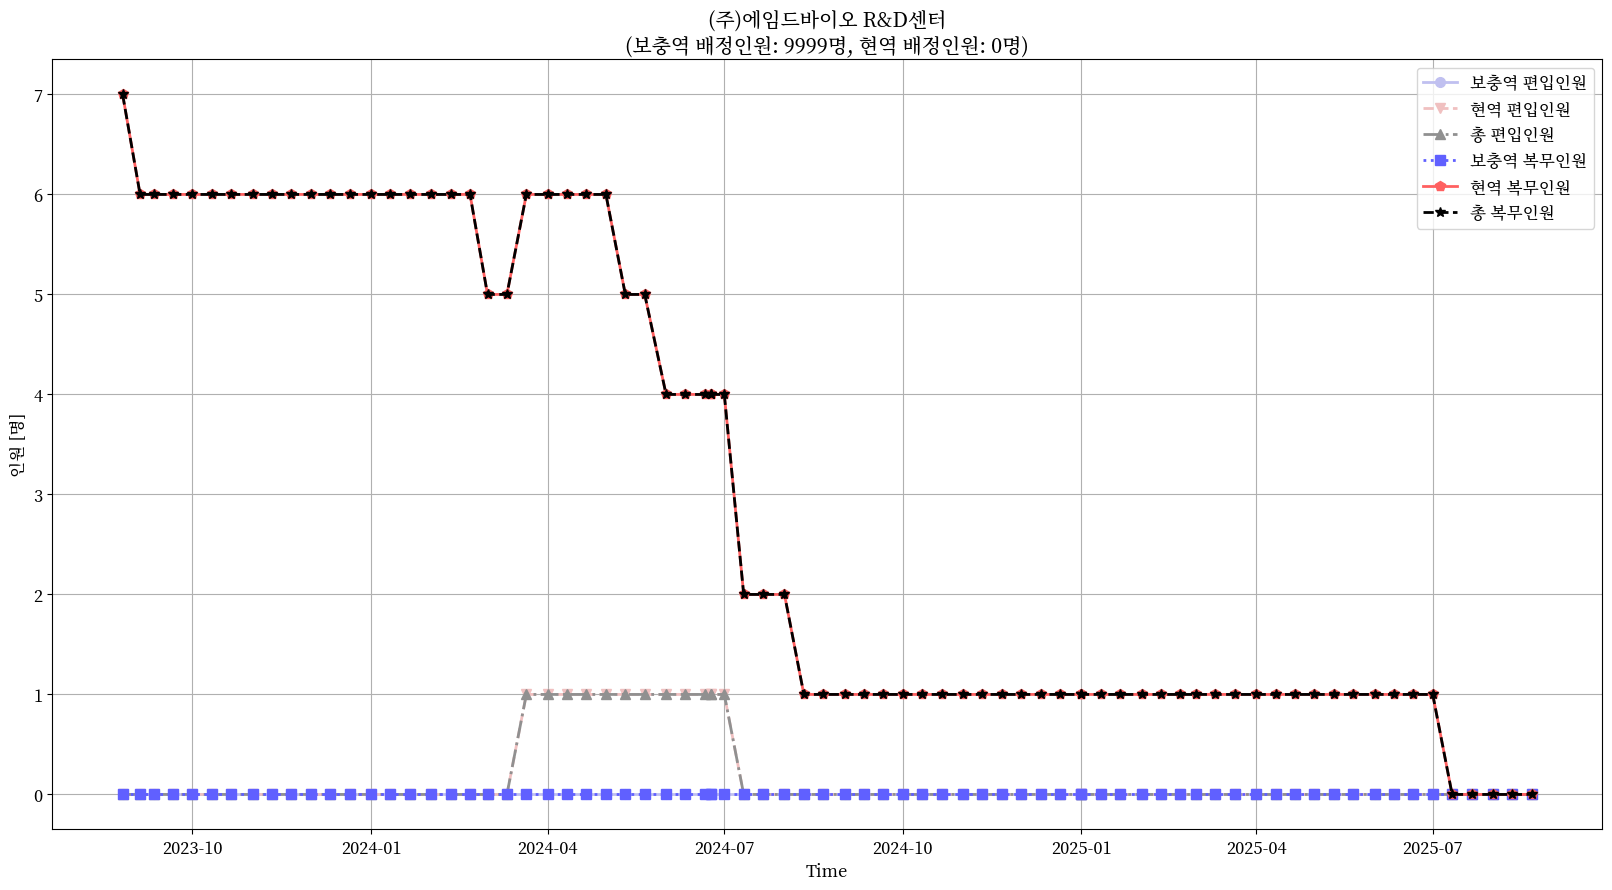 (주)에임드바이오 R&D센터
(보충역 배정인원: 9999명, 현역 배정인원: 0명)
보충역 편입인원
현역 편입인원
총 편입인원
보충역 복무인원
현역 복무인원
총 복무인원
인원 [명]
7
6
5
4
3
2
1
0
2023-10
2024-01
2024-04
2024-07
2024-10
2025-01
2025-04
2025-07
Time